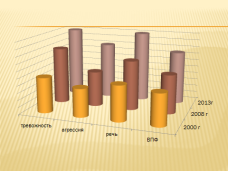 2013г
2008 г
2000 г
тревожность
агрессия
речь
ВПФ